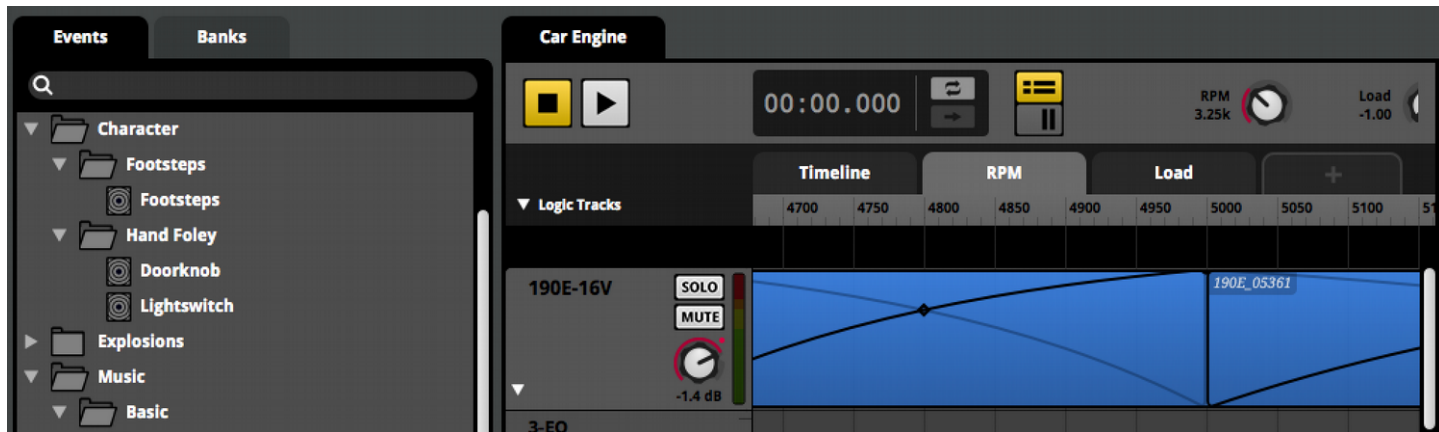 Events
Banks
Character
Footsteps
Footsteps
Hand Foley
Doorknob
Lightswitch
Explosions
Music
Basic
Car Engine
00:00.000
RPM
3.25k
Load
-1.00
Timeline
RPM
Load
+
Logic Tracks
4700 4750 4800 4850 4900 4950 5000 5050 5100 51
190E-16V
SOLO
MUTE
-1.4 dB
190E_05361
3-EQ